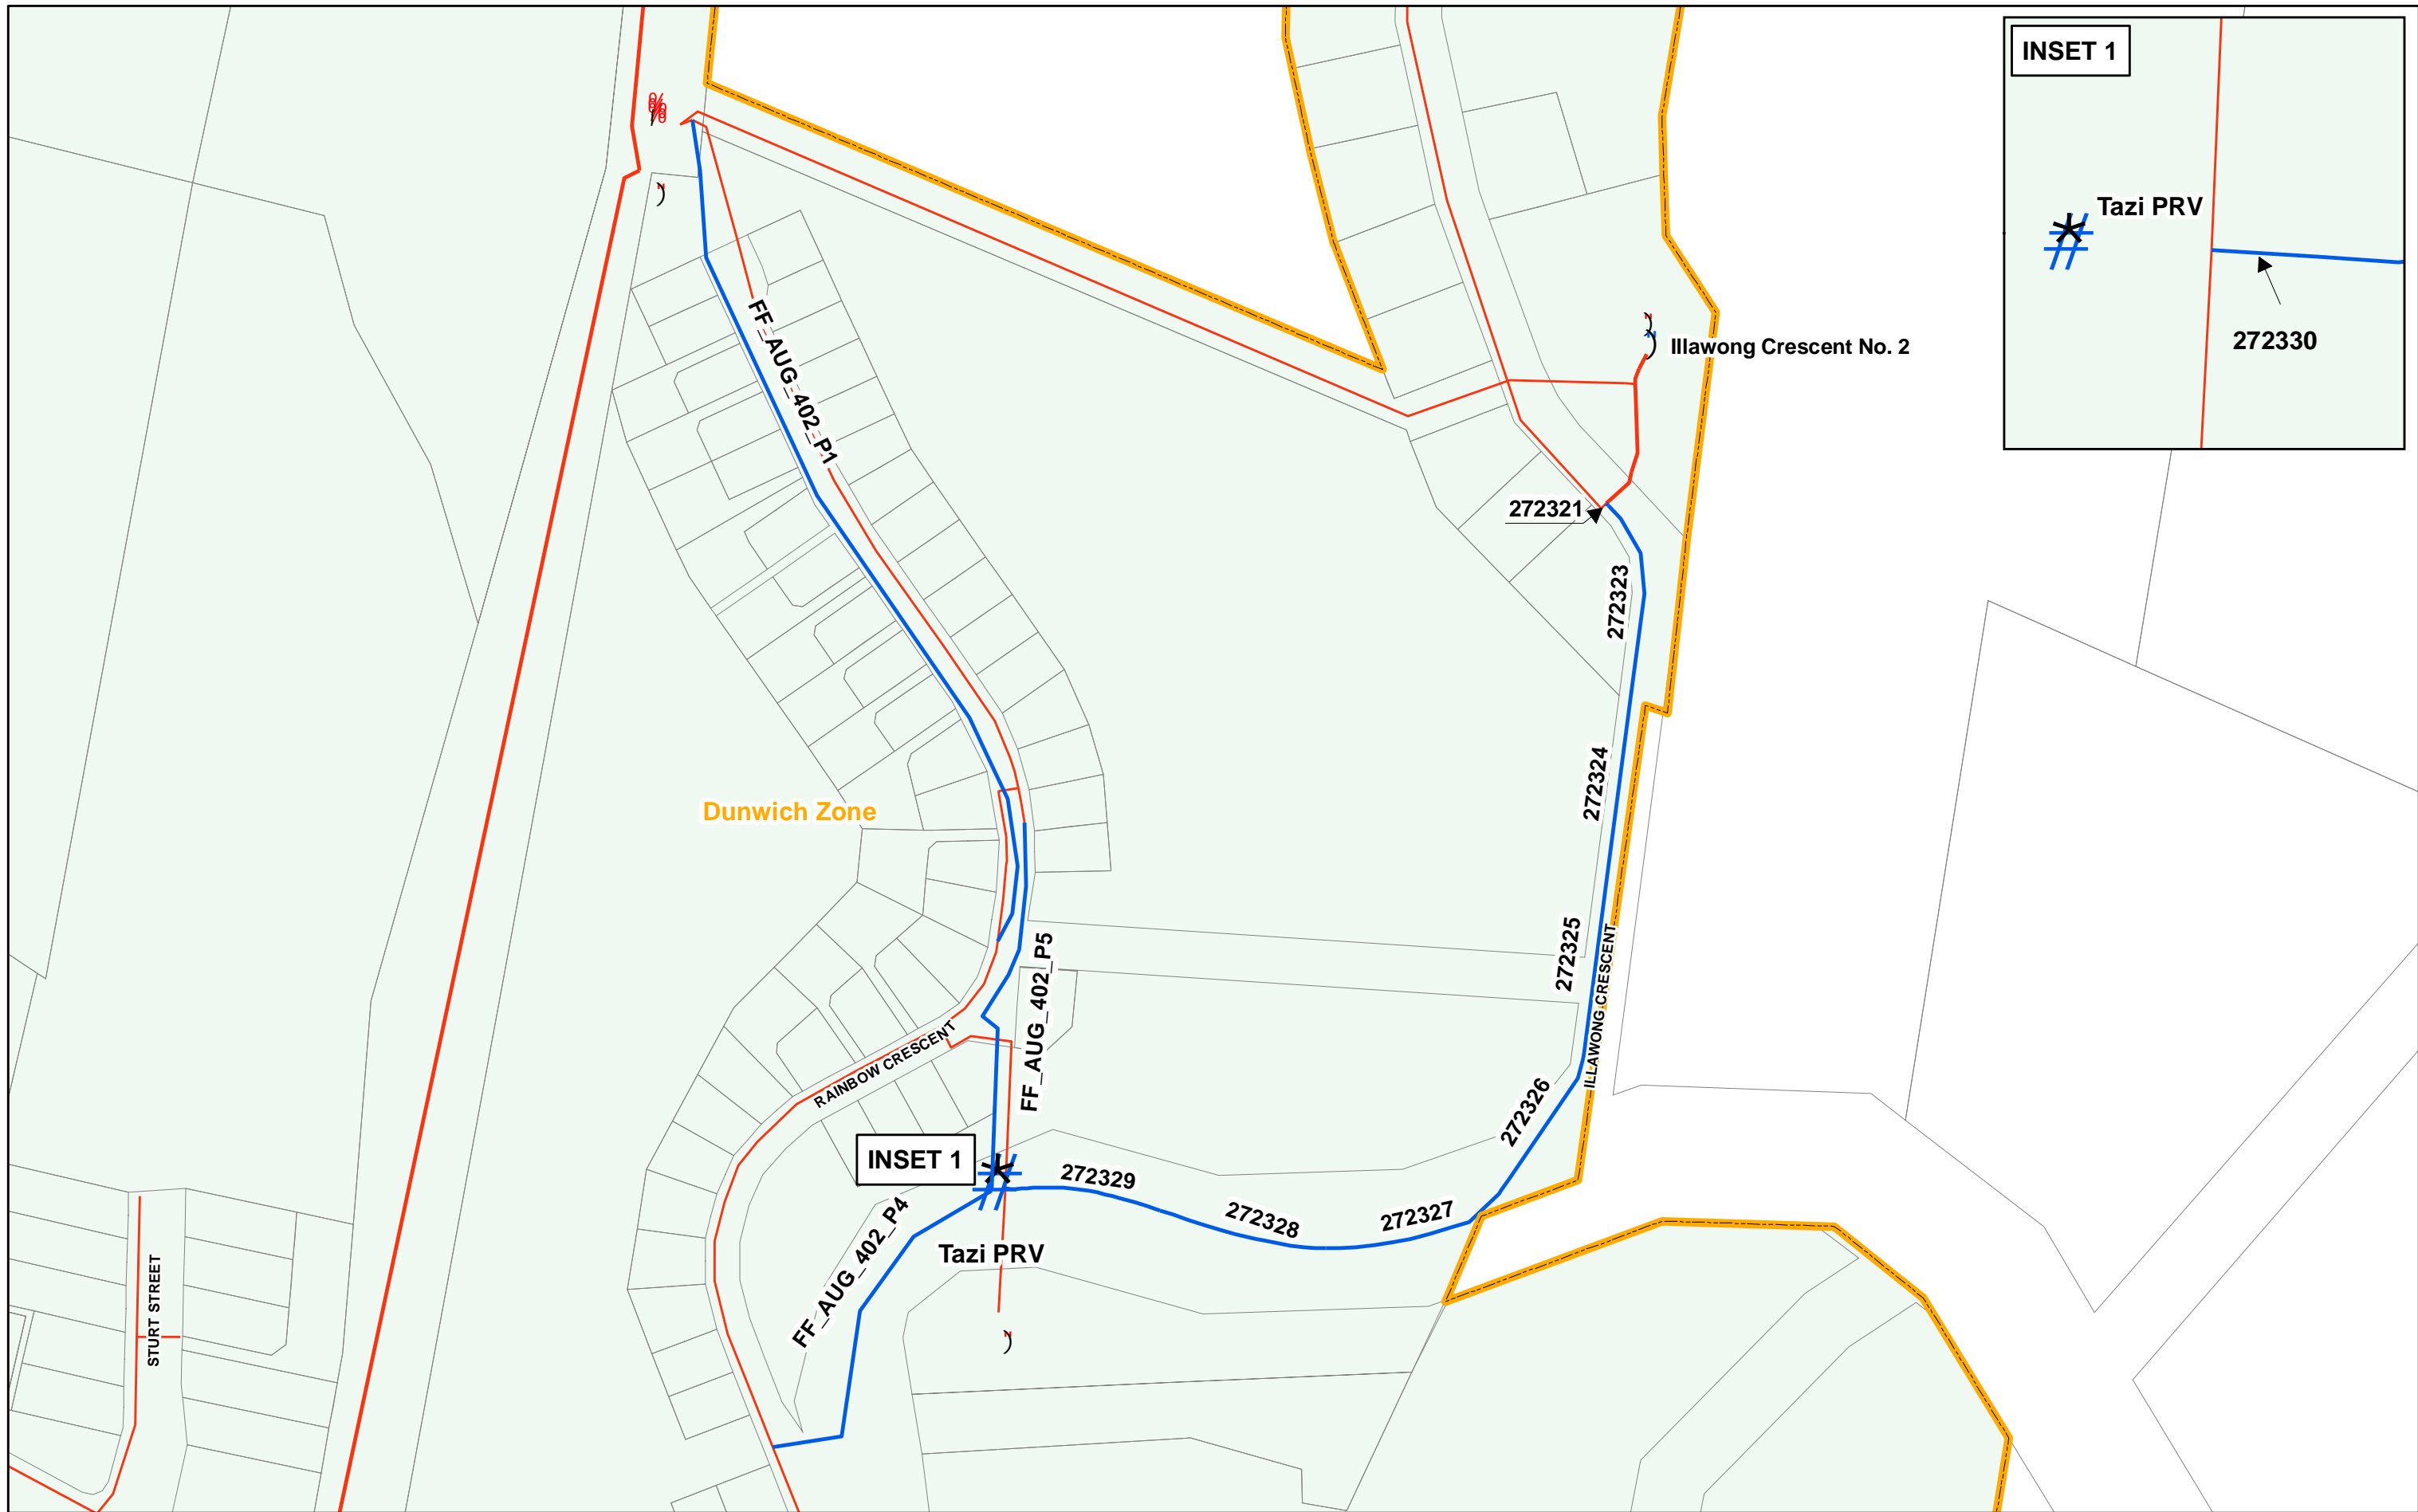 INSET 1
Tazi PRV
272330
FF_AUG_402_P1
Illawong Crescent No. 2
272321
272323
272324
Dunwich Zone
272325
FF_AUG_402_P5
ILLAWONG CRESCENT
RAINBOW CRESCENT
272326
INSET 1
272329
272328
272327
FF_AUG_402_P4
Tazi PRV
STURT STREET